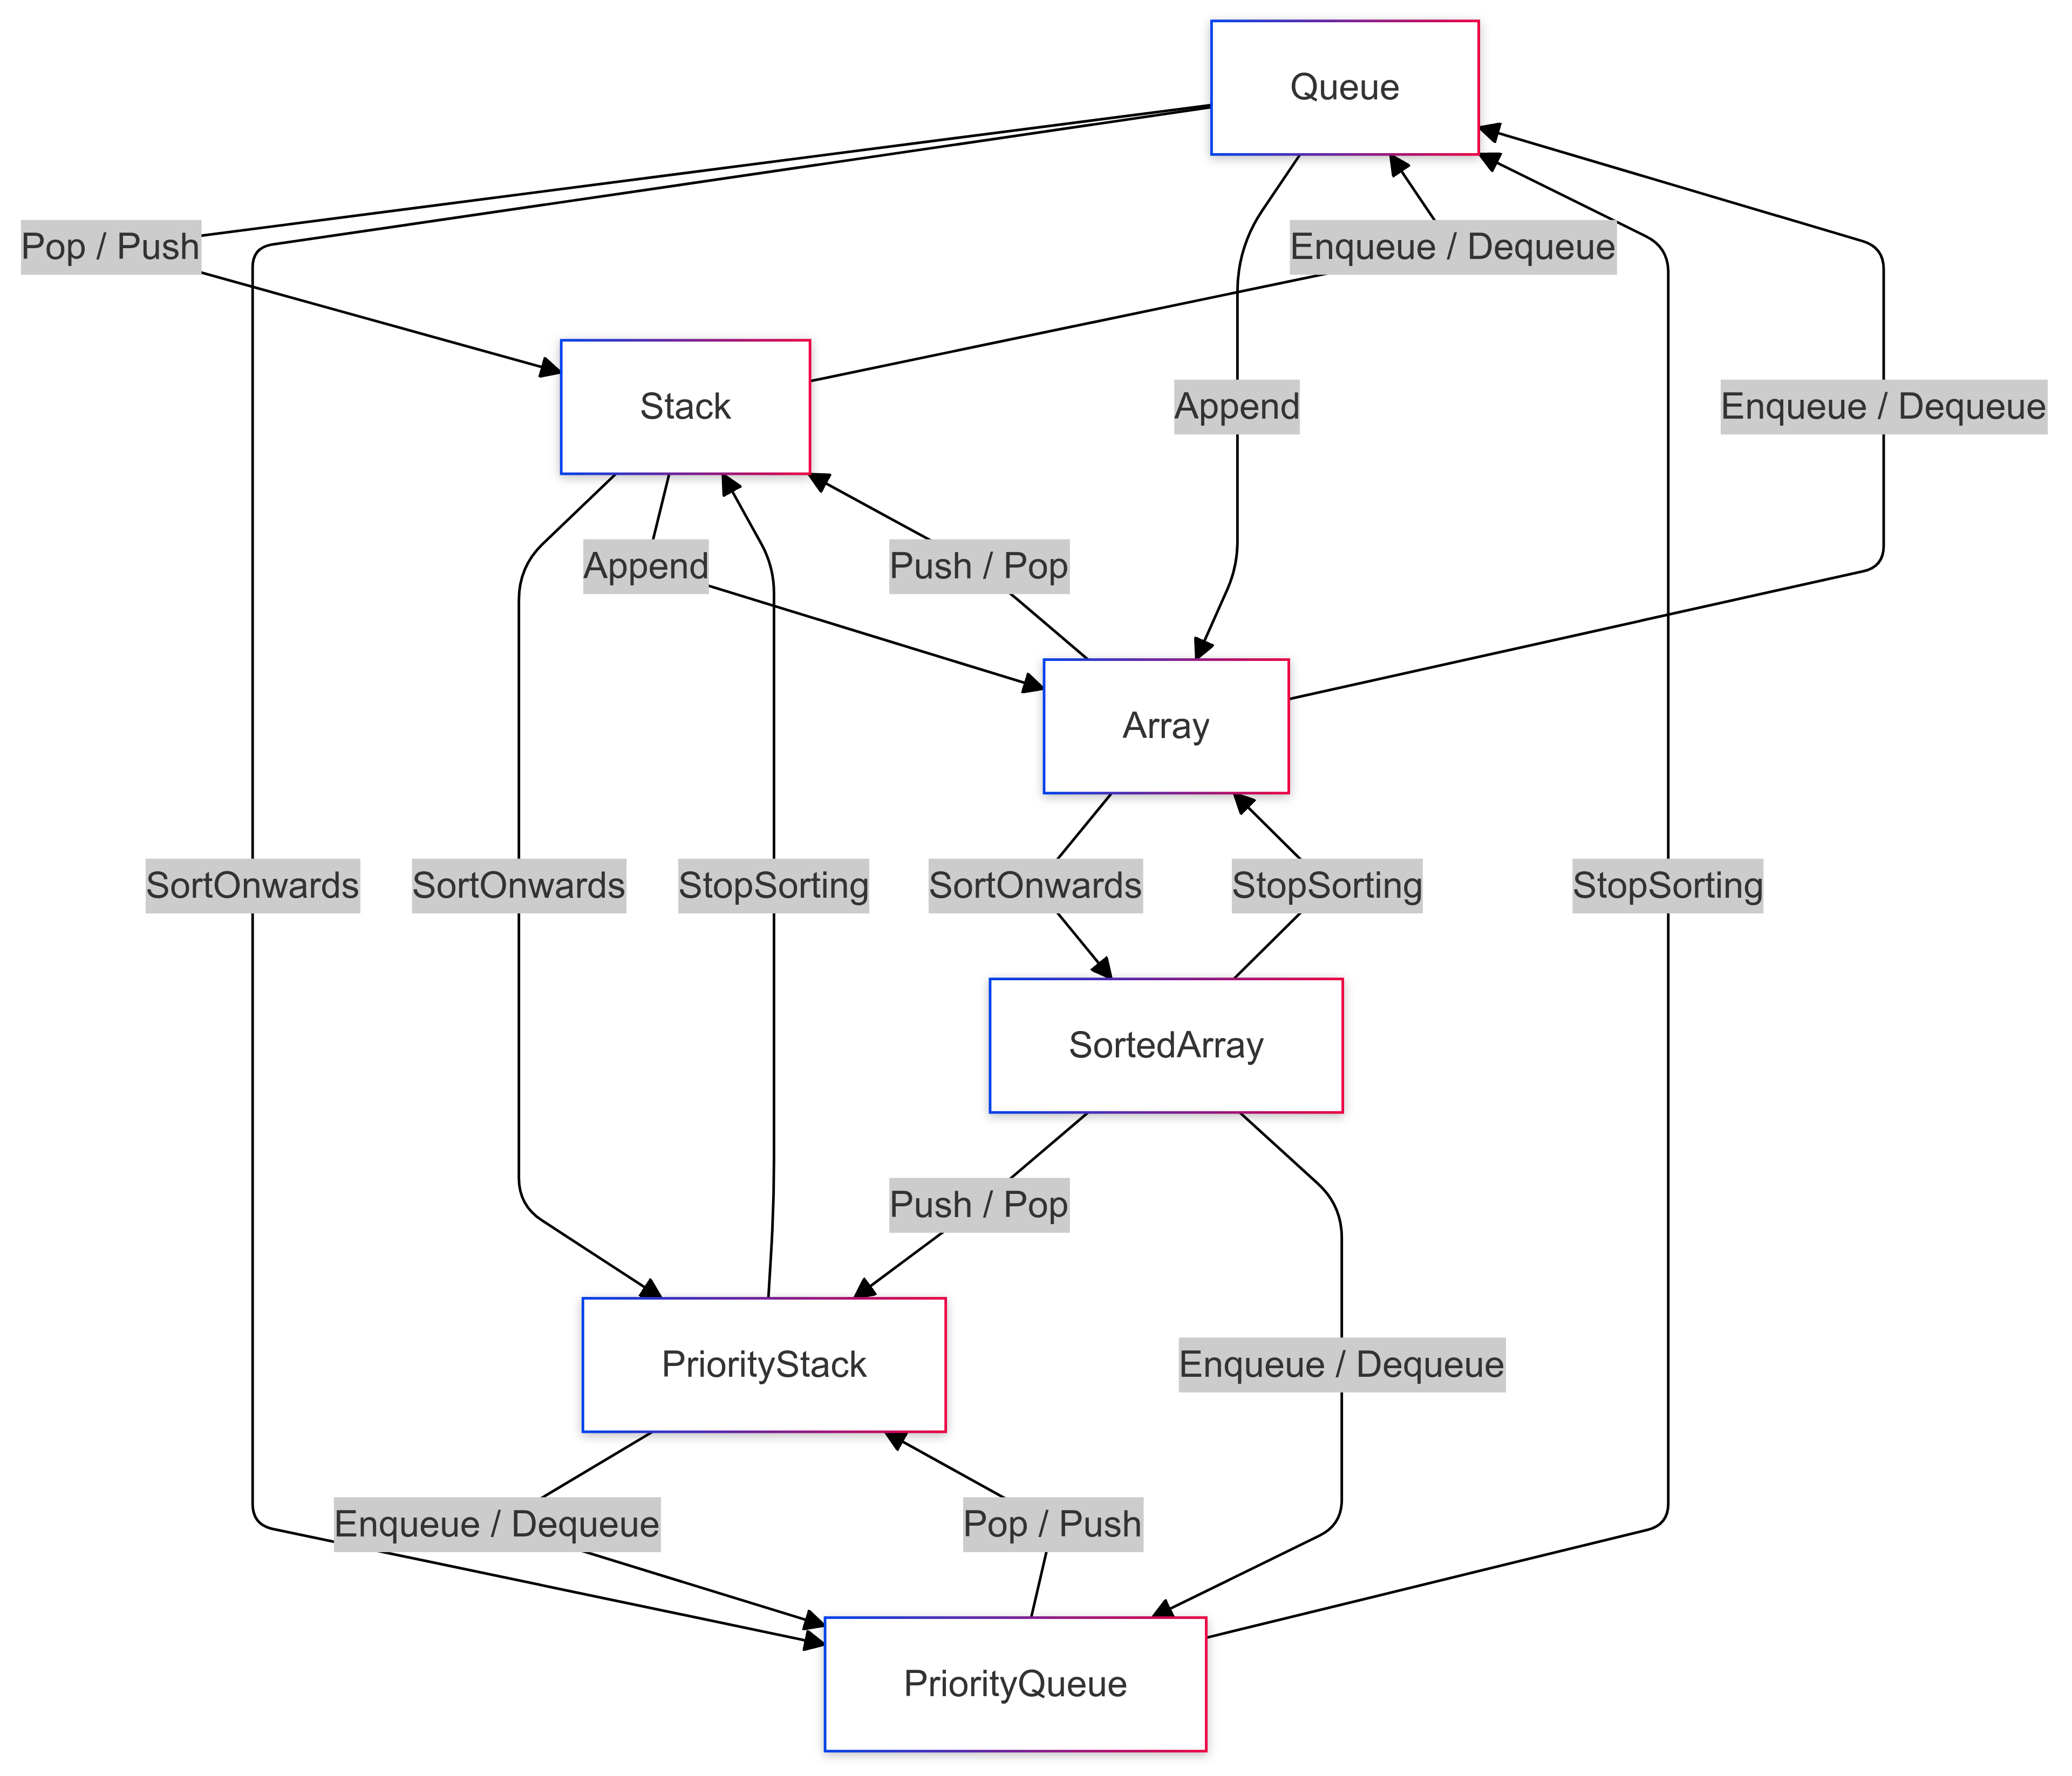 Queue
Pop / Push
Enqueue / Dequeue
Stack
Append
Enqueue / Dequeue
Append
Push / Pop
Array
SortOnwards
SortOnwards
StopSorting
SortOnwards
StopSorting
StopSorting
SortedArray
Push / Pop
PriorityStack
Enqueue / Dequeue
Enqueue / Dequeue
Pop / Push
PriorityQueue